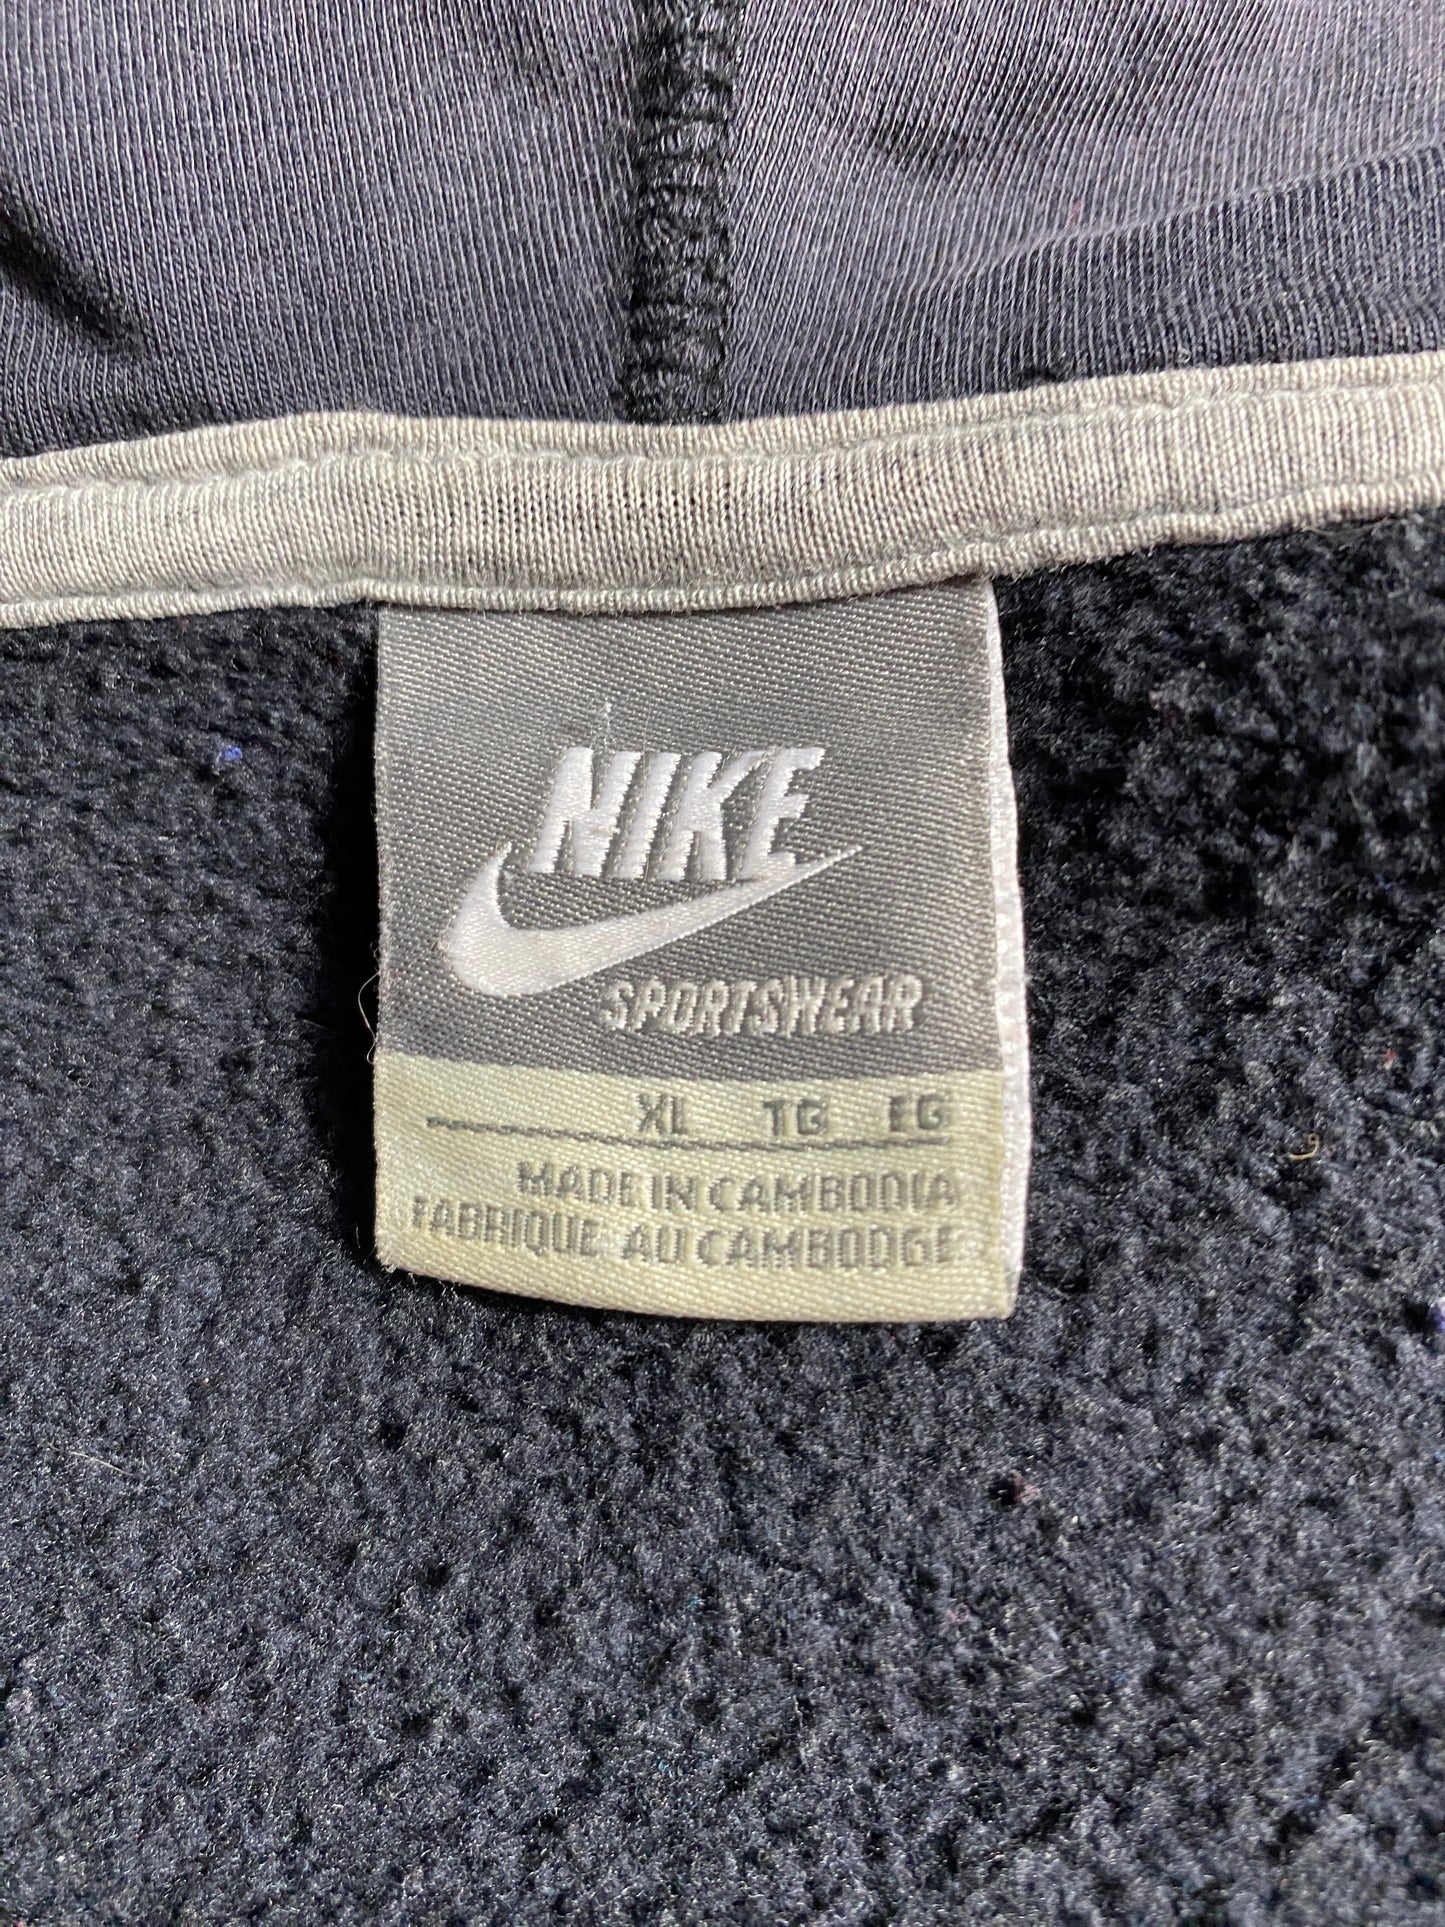 NIKE
SPORTSWEAR
XL TG EG
MADE IN CAMBODIA
FABRIQUE AU CAMBODGE